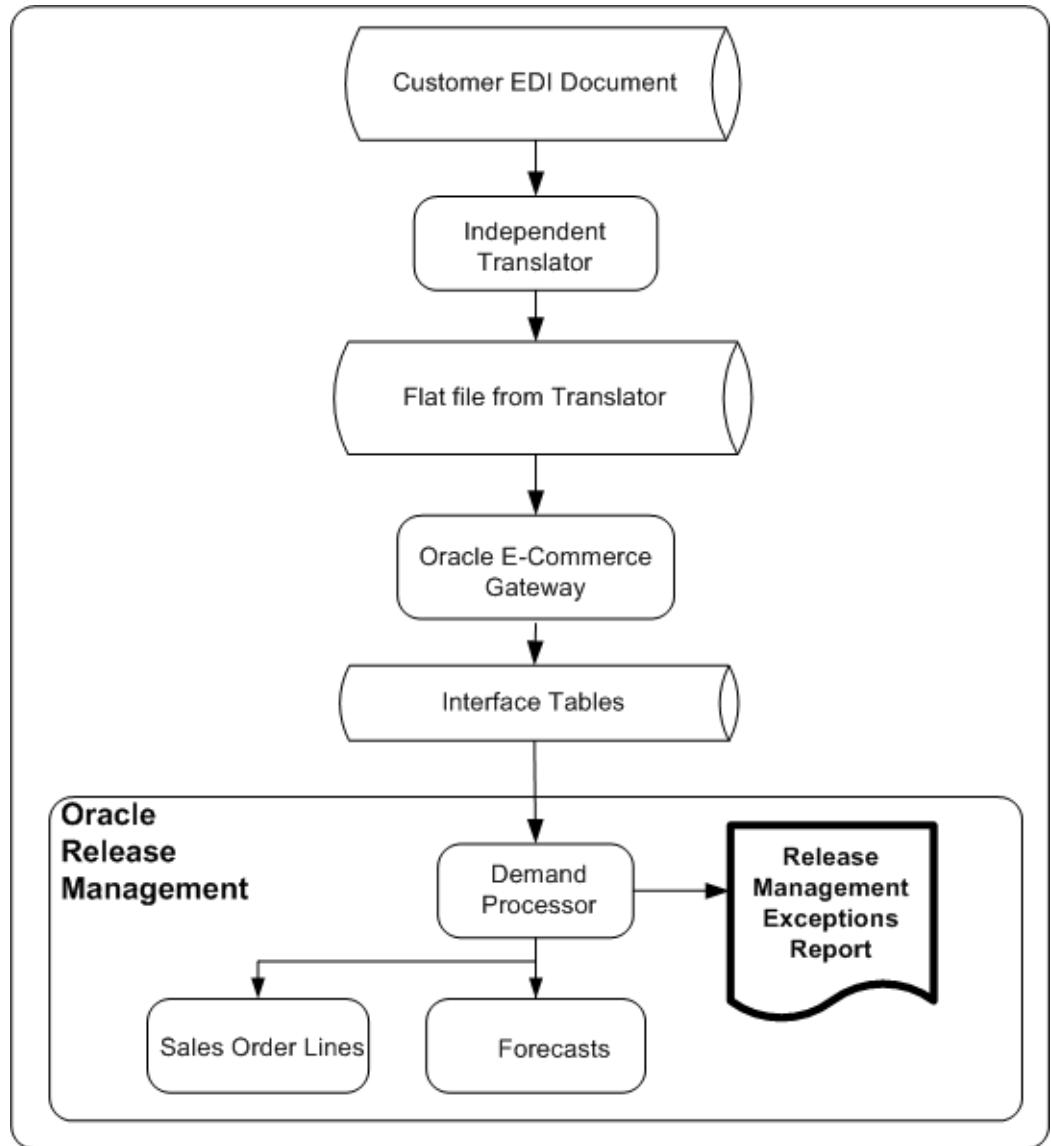 Customer EDI Document
Independent
Translator
Flat file from Translator
Oracle E-Commerce
Gateway
Interface Tables
Oracle
Release
Management
Demand
Processor
Release
Management
Exceptions
Report
Sales Order Lines
Forecasts